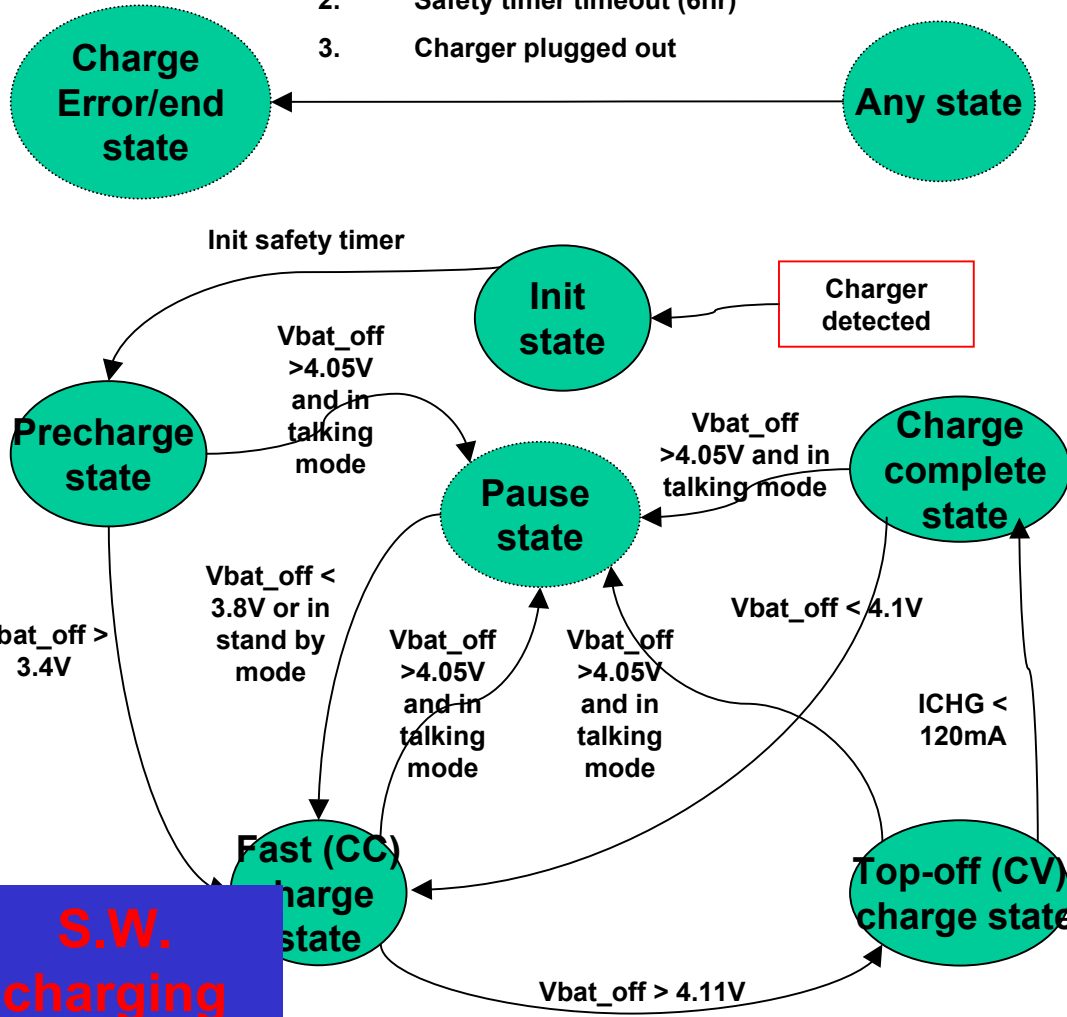 2. Safety timer timeout (6hr)
3. Charger plugged out
Charge
Error/end
state
Any state
Init safety timer
Init
state
Charger
detected
Vbat_off
>4.05V
and in
talking
mode
Precharge
state
Vbat_off
>4.05V and in
talking mode
Charge
complete
state
Pause
state
Vbat_off <
3.8V or in
stand by
mode
Vbat_off < 4.1V
bat_off >
3.4V
Vbat_off
>4.05V
and in
talking
mode
Vbat_off
>4.05V
and in
talking
mode
ICHG <
120mA
Fast (CC)
charge
state
Top-off (CV)
charge state
S.W.
charging
Vbat_off > 4.11V